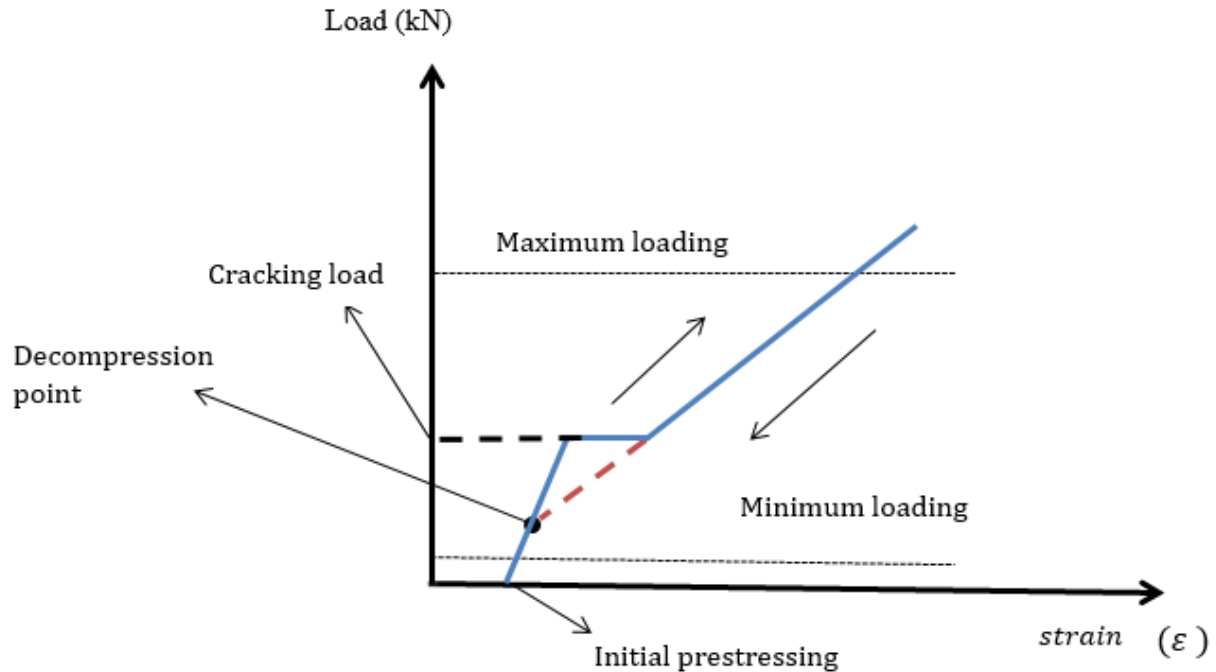 Load (kN)
Maximum loading
Cracking load
Decompression
point
Minimum loading
strain (ε)
Initial prestressing